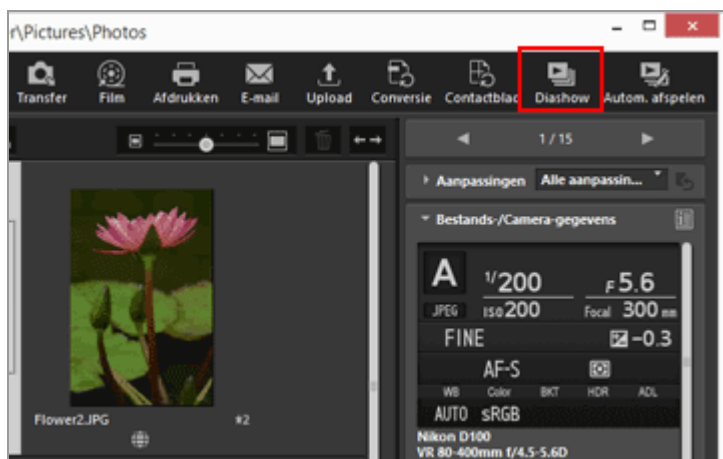 r\Pictures\Photos
Transfer Film Afdrukken E-mail Upload Conversie Contactblad Diashow Autom. afspelen
1/15
Aanpassingen Alle aanpassin...
Bestands-/Camera-gegevens
A 1/200 F5.6
JPEG ISO200 Focal 300mm
FINE -0.3
AF-S
WB Color BKT HDR ADL
AUTO sRGB
Flower2.JPG *2
Nikon D100
VR 80-400mm f/4.5-5.6D